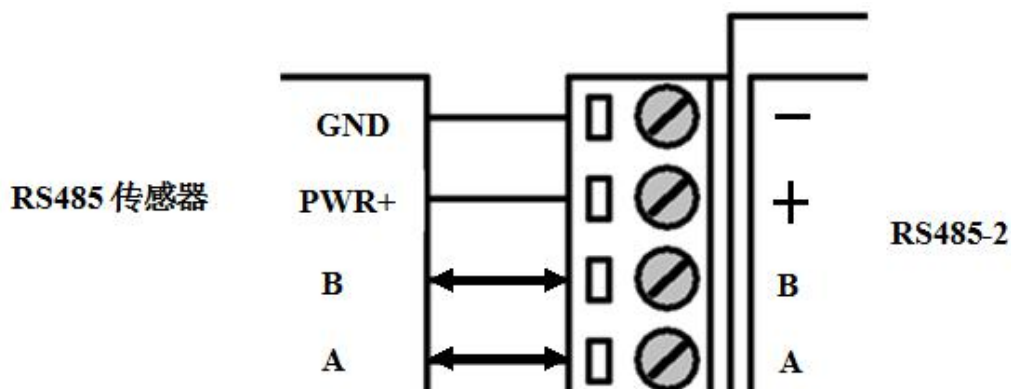 GND
−
PWR+
+
RS485 传感器
RS485-2
B
B
A
A